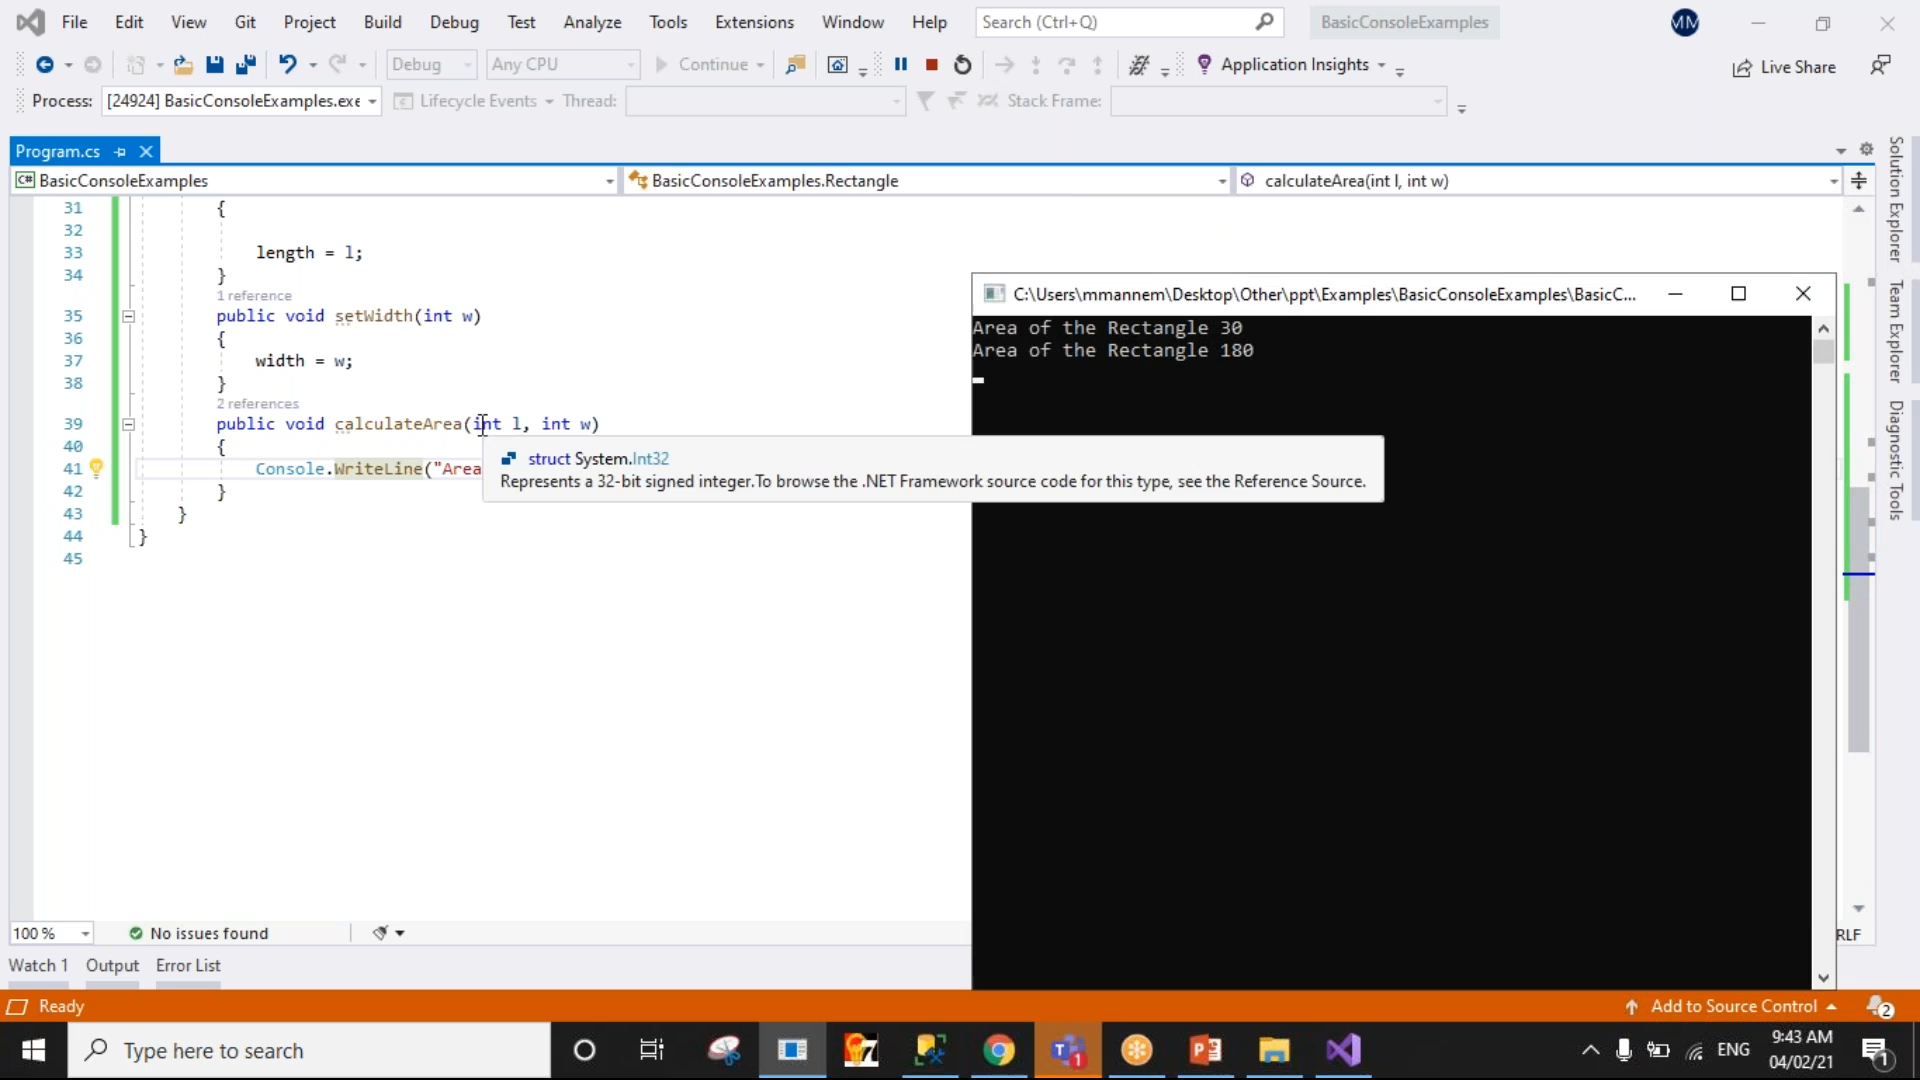 File Edit View Git Project Build Debug Test Analyze Tools Extensions Window Help Search (Ctrl+Q) BasicConsoleExamples MM
Debug Any CPU Continue Application Insights Live Share
Process: [24924] BasicConsoleExamples.exe Lifecycle Events Thread: Stack Frame:
Program.cs
C# BasicConsoleExamples BasicConsoleExamples.Rectangle calculateArea(int l, int w)
31 {
32
33 length = l;
34 }
1 reference
35 public void setWidth(int w)
36 {
37 width = w;
38 }
2 references
39 public void calculateArea(int l, int w)
40 {
41 Console.WriteLine("Area
42 }
43 }
44 }
45
struct System.Int32
Represents a 32-bit signed integer.To browse the .NET Framework source code for this type, see the Reference Source.
C:\Users\mmannem\Desktop\Other\ppt\Examples\BasicConsoleExamples\BasicC...
Area of the Rectangle 30
Area of the Rectangle 180
Solution Explorer
Team Explorer
Diagnostic Tools
100 % No issues found RLF
Watch 1 Output Error List
Ready Add to Source Control 2
Type here to search ENG 9:43 AM
04/02/21
1